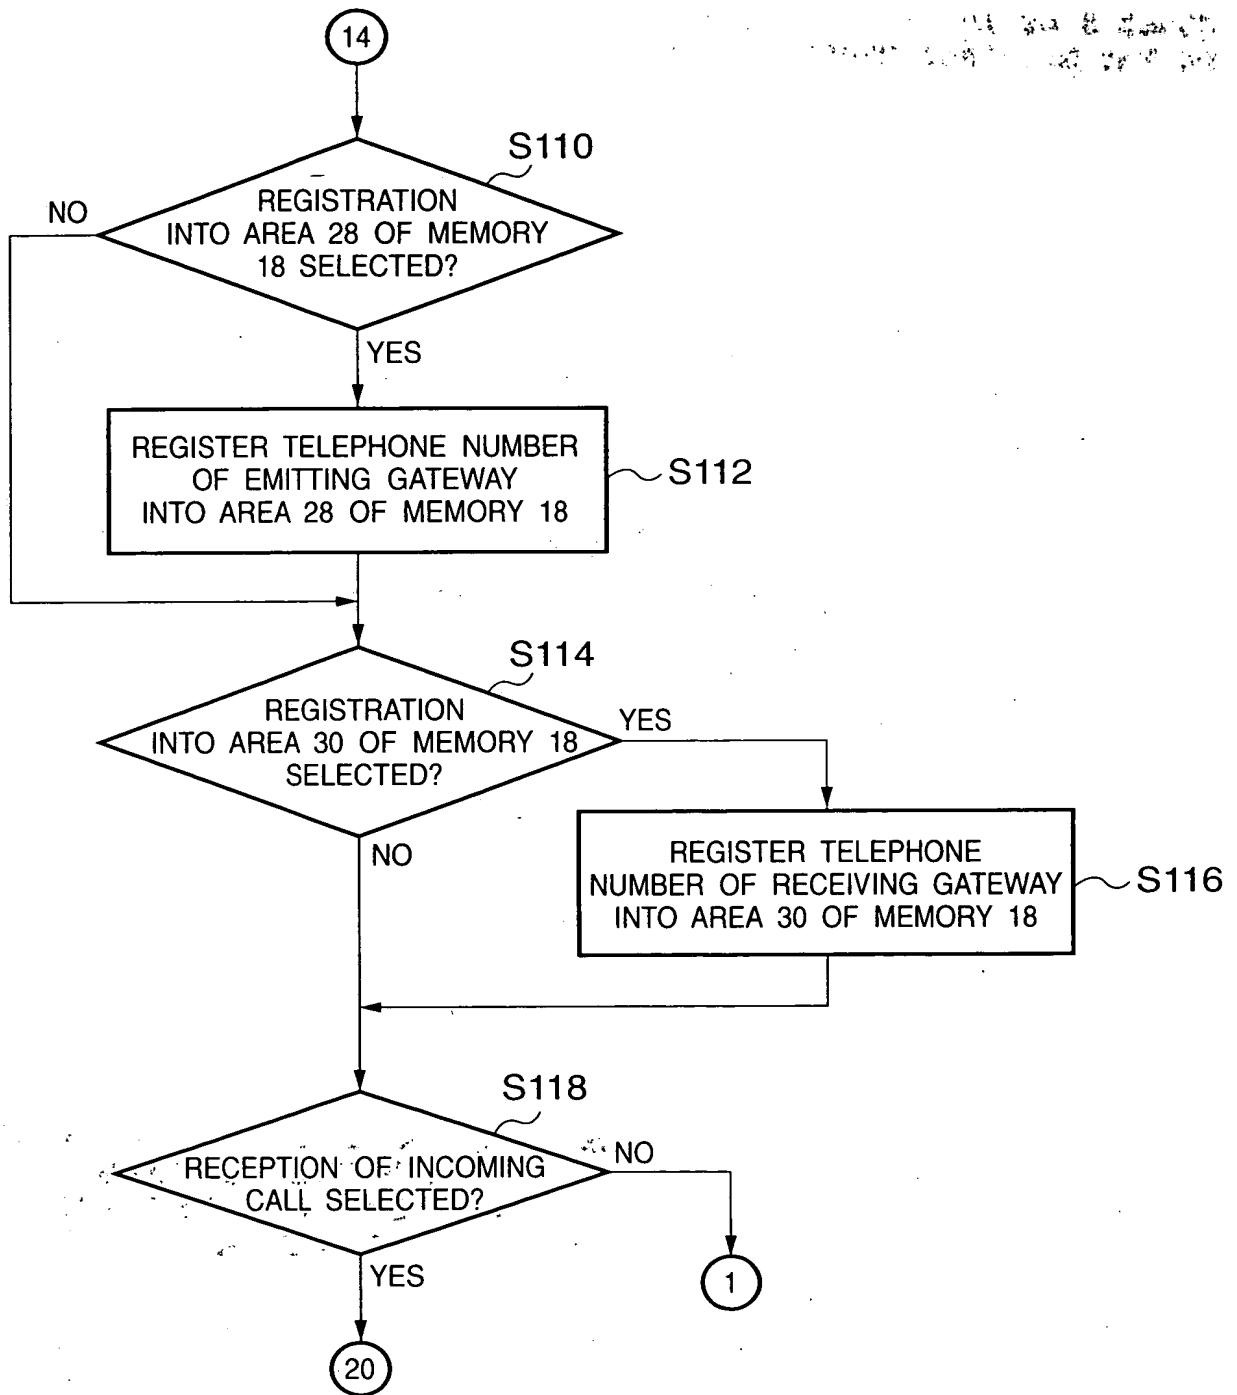 14
S110
REGISTRATION
INTO AREA 28 OF MEMORY
18 SELECTED?
NO
YES
REGISTER TELEPHONE NUMBER
OF EMITTING GATEWAY
INTO AREA 28 OF MEMORY 18
S112
S114
REGISTRATION
INTO AREA 30 OF MEMORY 18
SELECTED?
YES
NO
REGISTER TELEPHONE
NUMBER OF RECEIVING GATEWAY
INTO AREA 30 OF MEMORY 18
S116
S118
RECEPTION OF INCOMING
CALL SELECTED?
NO
YES
1
20